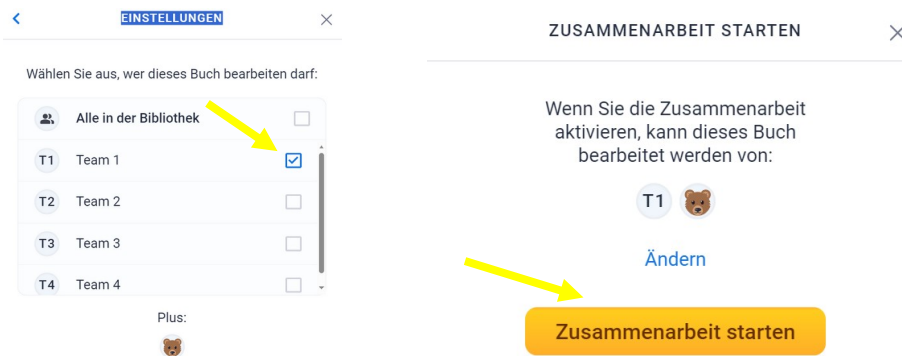 EINSTELLUNGEN
Wählen Sie aus, wer dieses Buch bearbeiten darf:
Alle in der Bibliothek
T1 Team 1
T2 Team 2
T3 Team 3
T4 Team 4
Plus:
ZUSAMMENARBEIT STARTEN
Wenn Sie die Zusammenarbeit
aktivieren, kann dieses Buch
bearbeitet werden von:
T1
Ändern
Zusammenarbeit starten